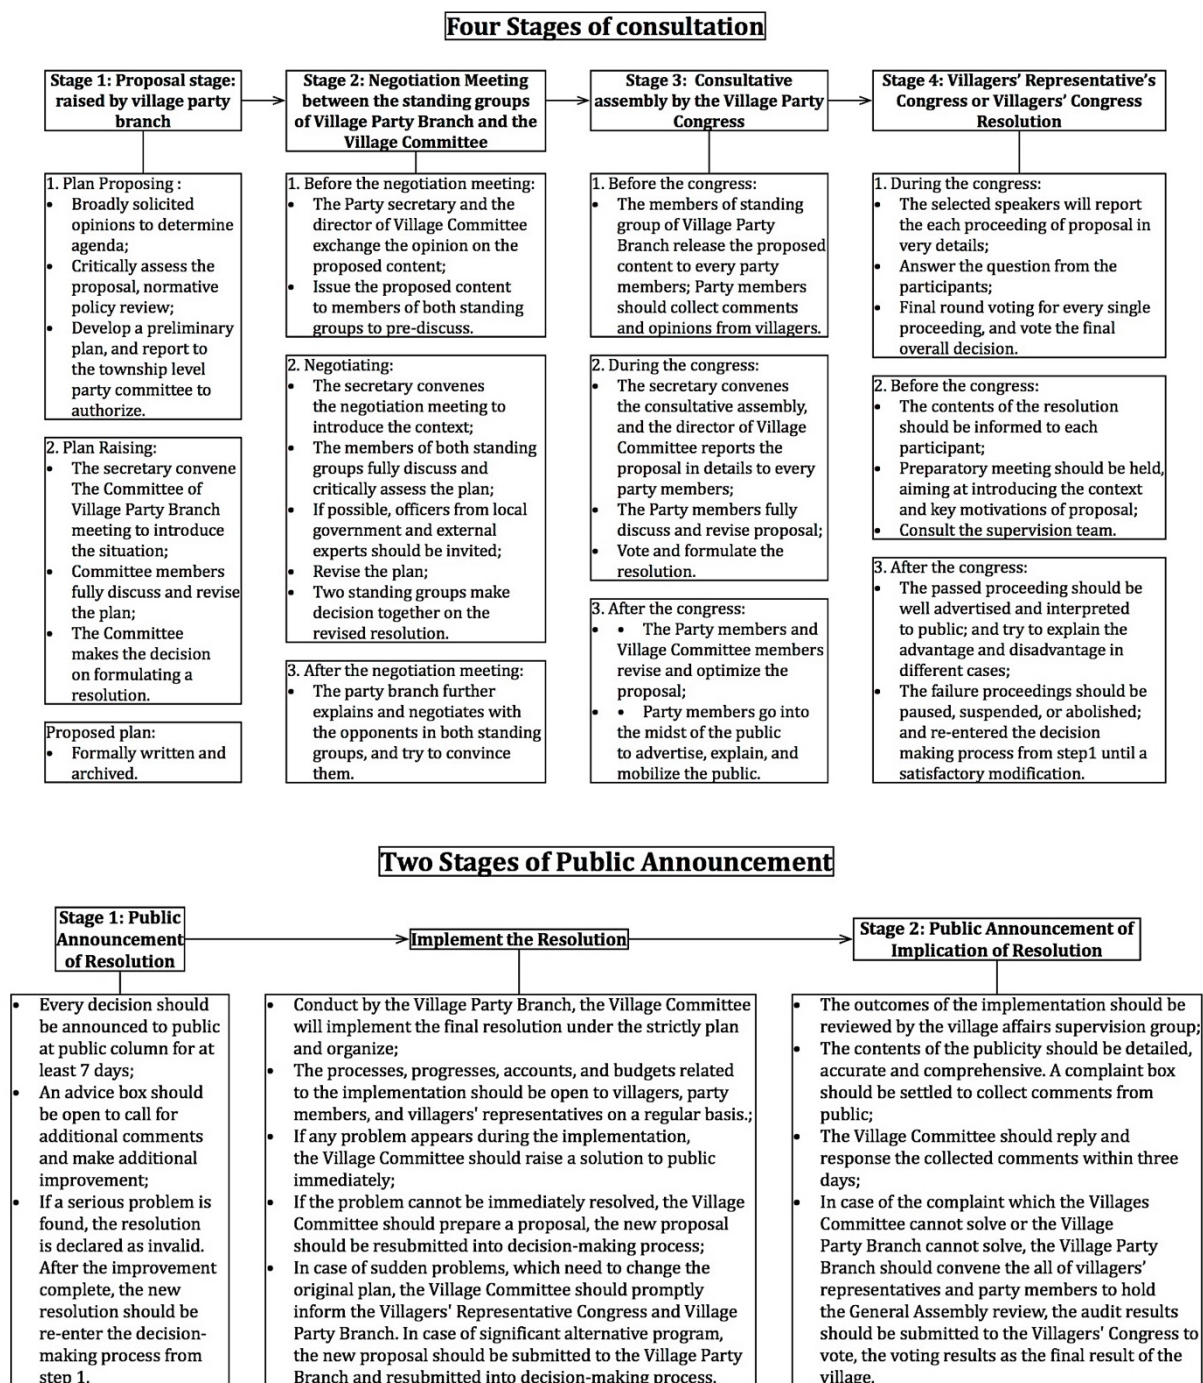 Four Stages of consultation
Stage 1: Proposal stage:
raised by village party
branch
1. Plan Proposing :
• Broadly solicited
opinions to determine
agenda;
• Critically assess the
proposal, normative
policy review;
• Develop a preliminary
plan, and report to
the township level
party committee to
authorize.
2. Plan Raising:
• The secretary convene
The Committee of
Village Party Branch
meeting to introduce
the situation;
• Committee members
fully discuss and revise
the plan;
• The Committee
makes the decision
on formulating a
resolution.
Proposed plan:
• Formally written and
archived.
Stage 2: Negotiation Meeting
between the standing groups
of Village Party Branch and the
Village Committee
1. Before the negotiation meeting:
• The Party secretary and the
director of Village Committee
exchange the opinion on the
proposed content;
• Issue the proposed content
to members of both standing
groups to pre-discuss.
2. Negotiating:
• The secretary convenes
the negotiation meeting to
introduce the context;
• The members of both standing
groups fully discuss and
critically assess the plan;
• If possible, officers from local
government and external
experts should be invited;
• Revise the plan;
• Two standing groups make
decision together on the
revised resolution.
3. After the negotiation meeting:
• The party branch further
explains and negotiates with
the opponents in both standing
groups, and try to convince
them.
Stage 3: Consultative
assembly by the Village Party
Congress
1. Before the congress:
• The members of standing
group of Village Party
Branch release the proposed
content to every party
members; Party members
should collect comments
and opinions from villagers.
2. During the congress:
• The secretary convenes
the consultative assembly,
and the director of Village
Committee reports the
proposal in details to every
party members;
• The Party members fully
discuss and revise proposal;
• Vote and formulate the
resolution.
3. After the congress:
• • The Party members and
Village Committee members
revise and optimize the
proposal;
• • Party members go into
the midst of the public
to advertise, explain, and
mobilize the public.
Stage 4: Villagers' Representative's
Congress or Villagers' Congress
Resolution
1. During the congress:
• The selected speakers will report
the each proceeding of proposal in
very details;
• Answer the question from the
participants;
• Final round voting for every single
proceeding, and vote the final
overall decision.
2. Before the congress:
• The contents of the resolution
should be informed to each
participant;
• Preparatory meeting should be held,
aiming at introducing the context
and key motivations of proposal;
• Consult the supervision team.
3. After the congress:
• The passed proceeding should be
well advertised and interpreted
to public; and try to explain the
advantage and disadvantage in
different cases;
• The failure proceedings should be
paused, suspended, or abolished;
and re-entered the decision
making process from step1 until a
satisfactory modification.
Two Stages of Public Announcement
Stage 1: Public
Announcement
of Resolution
• Every decision should
be announced to public
at public column for at
least 7 days;
• An advice box should
be open to call for
additional comments
and make additional
improvement;
• If a serious problem is
found, the resolution
is declared as invalid.
After the improvement
complete, the new
resolution should be
re-enter the decision-
making process from
step 1.
Implement the Resolution
• Conduct by the Village Party Branch, the Village Committee
will implement the final resolution under the strictly plan
and organize;
• The processes, progresses, accounts, and budgets related
to the implementation should be open to villagers, party
members, and villagers' representatives on a regular basis.;
• If any problem appears during the implementation,
the Village Committee should raise a solution to public
immediately;
• If the problem cannot be immediately resolved, the Village
Committee should prepare a proposal, the new proposal
should be resubmitted into decision-making process;
• In case of sudden problems, which need to change the
original plan, the Village Committee should promptly
inform the Villagers' Representative Congress and Village
Party Branch. In case of significant alternative program,
the new proposal should be submitted to the Village Party
Branch and resubmitted into decision-making process.
Stage 2: Public Announcement of
Implication of Resolution
• The outcomes of the implementation should be
reviewed by the village affairs supervision group;
• The contents of the publicity should be detailed,
accurate and comprehensive. A complaint box
should be settled to collect comments from
public;
• The Village Committee should reply and
response the collected comments within three
days;
• In case of the complaint which the Villages
Committee cannot solve or the Village
Party Branch cannot solve, the Village Party
Branch should convene the all of villagers'
representatives and party members to hold
the General Assembly review, the audit results
should be submitted to the Villagers' Congress to
vote, the voting results as the final result of the
village.